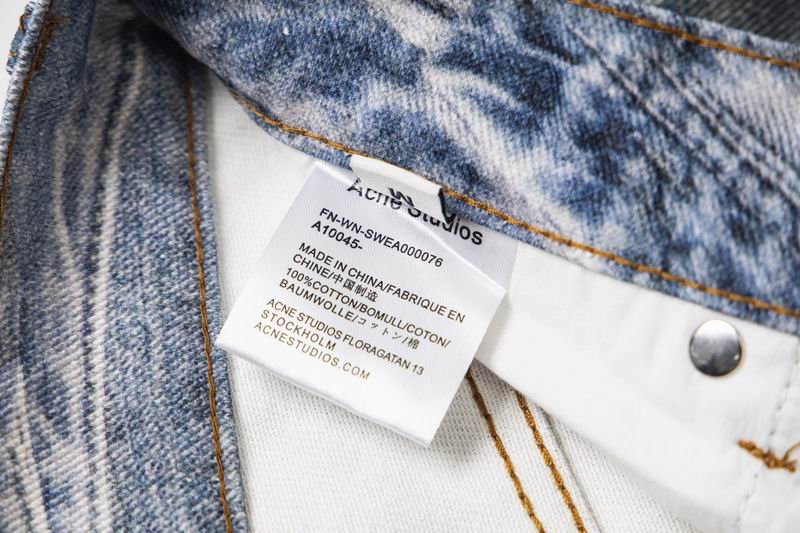 Acne Studios
FN-WN-SWEA000076
A10045-
MADE IN CHINA/FABRIQUE EN
CHINE/中国制造
100%COTTON/BOMULL/COTON/
BAUMWOLLE/コットン/棉
ACNE STUDIOS FLORAGATAN 13
STOCKHOLM
ACNESTUDIOS.COM